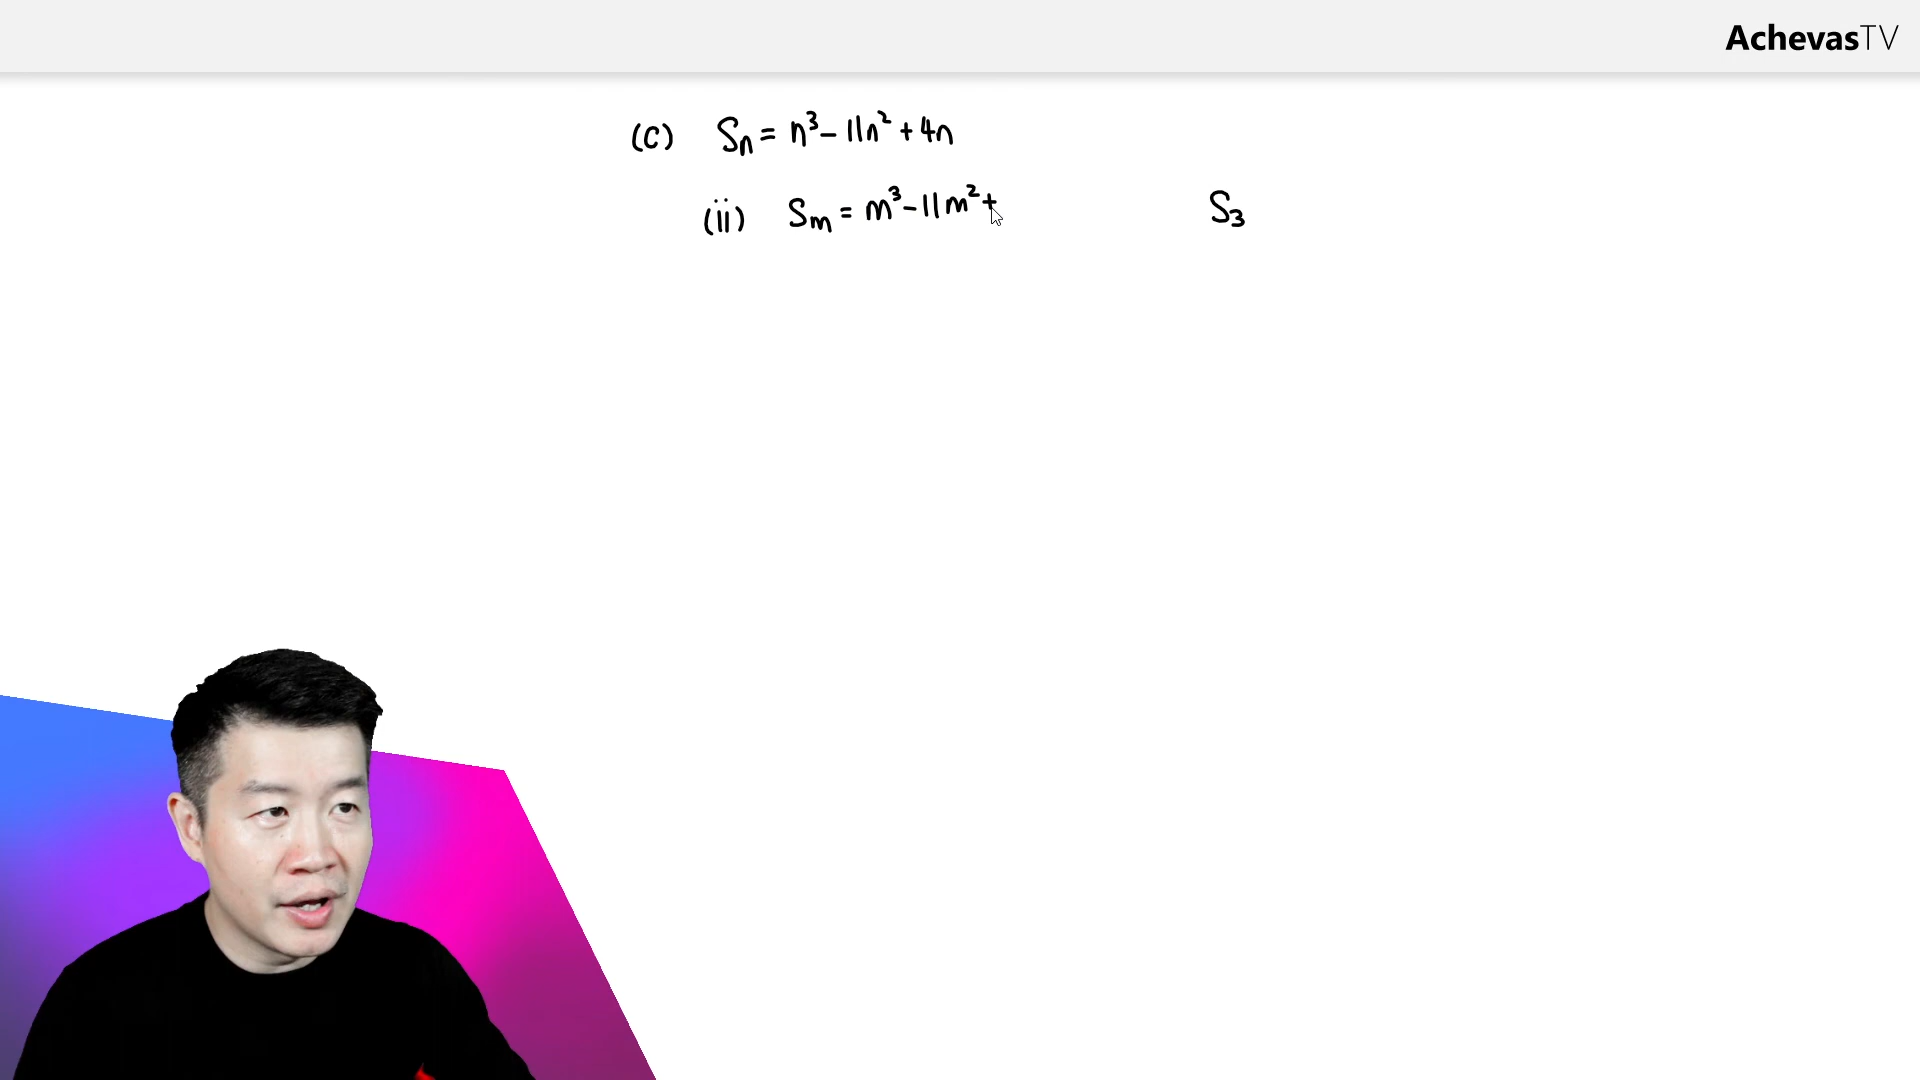 AchevasTV
(c) Sₙ = n³ - 11n² + 4n
(ii) Sₘ = m³ - 11m² + S₃